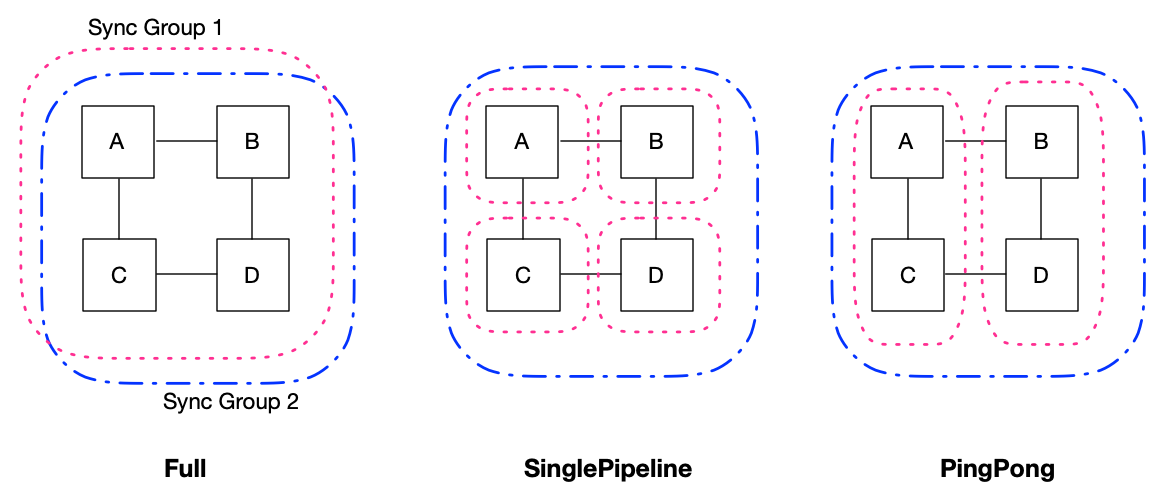 Sync Group 1
A
B
C
D
Sync Group 2
Full
A
B
C
D
SinglePipeline
A
B
C
D
PingPong